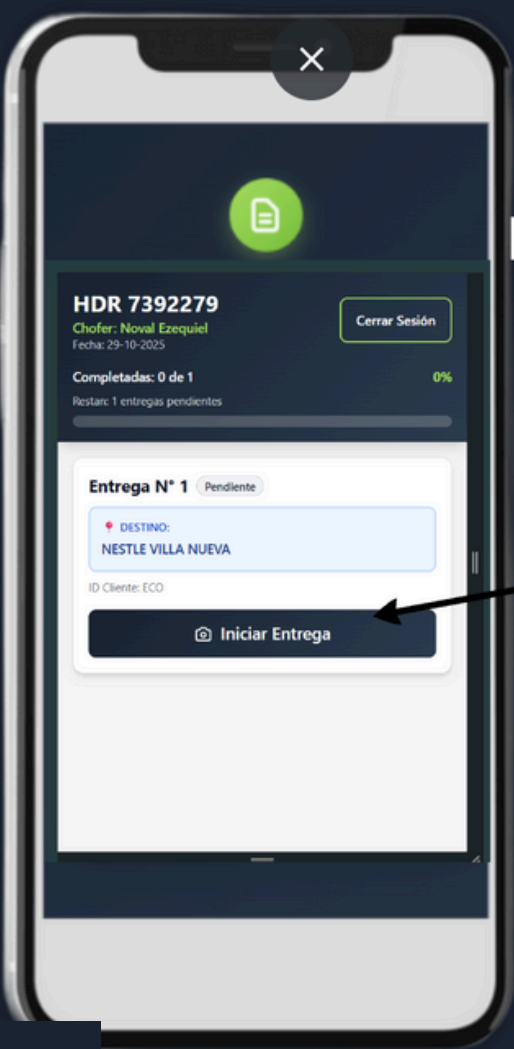 HDR 7392279
Cerrar Sesión
Chofer: Noval Ezequiel
Fecha: 29-10-2025
Completadas: 0 de 1
0%
Restan: 1 entregas pendientes
Entrega N° 1
Pendiente
DESTINO:
NESTLE VILLA NUEVA
ID Cliente: ECO
Iniciar Entrega